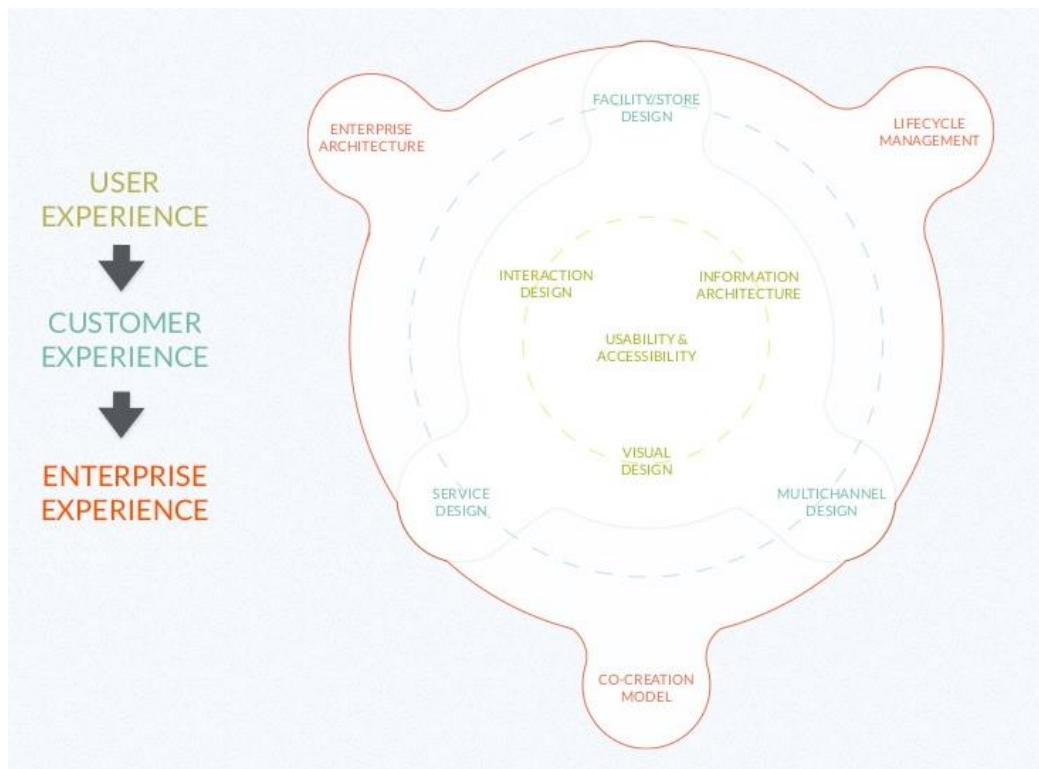 USER
EXPERIENCE
CUSTOMER
EXPERIENCE
ENTERPRISE
EXPERIENCE
FACILITY/STORE
DESIGN
ENTERPRISE
ARCHITECTURE
LIFECYCLE
MANAGEMENT
INTERACTION
DESIGN
INFORMATION
ARCHITECTURE
USABILITY &
ACCESSIBILITY
VISUAL
DESIGN
SERVICE
DESIGN
MULTICHANNEL
DESIGN
CO-CREATION
MODEL